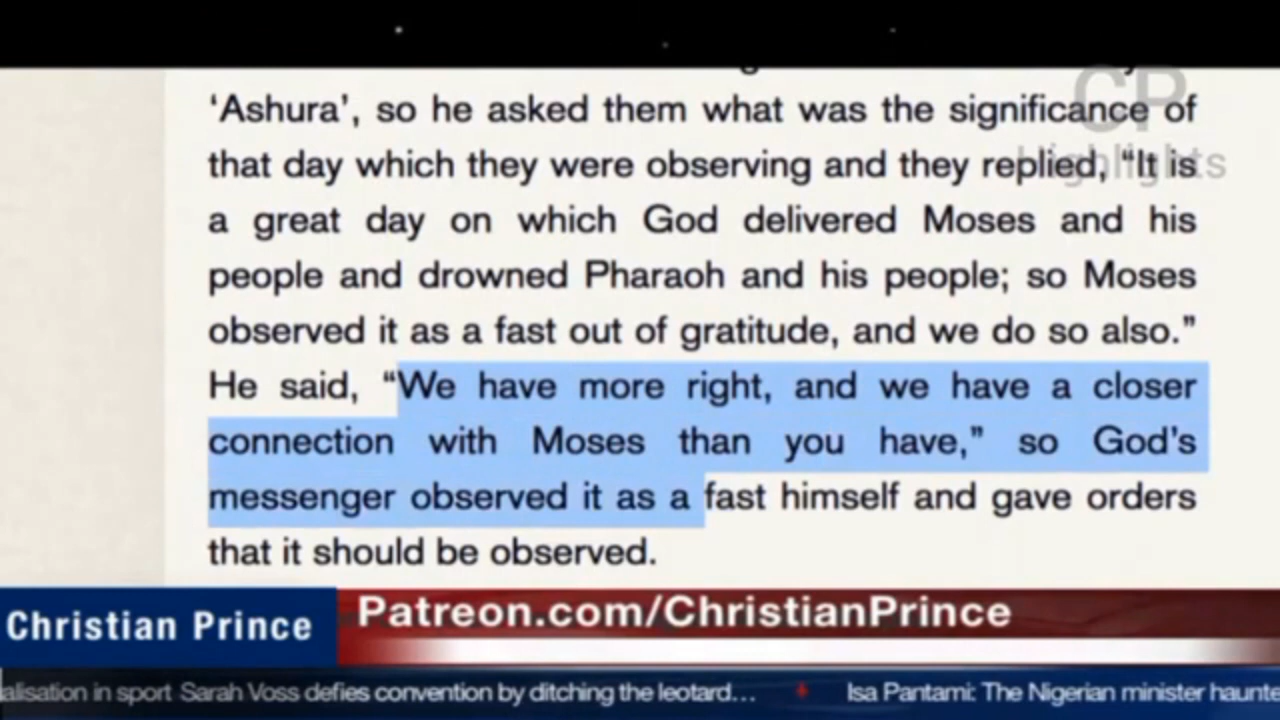 ‘Ashura’, so he asked them what was the significance of
that day which they were observing and they replied, “It is
a great day on which God delivered Moses and his
people and drowned Pharaoh and his people; so Moses
observed it as a fast out of gratitude, and we do so also.”
He said, “We have more right, and we have a closer
connection with Moses than you have,” so God’s
messenger observed it as a fast himself and gave orders
that it should be observed.
CP
Highlights
Christian Prince
Patreon.com/ChristianPrince
alisation in sport Sarah Voss defies convention by ditching the leotard... Isa Pantami: The Nigerian minister haunte